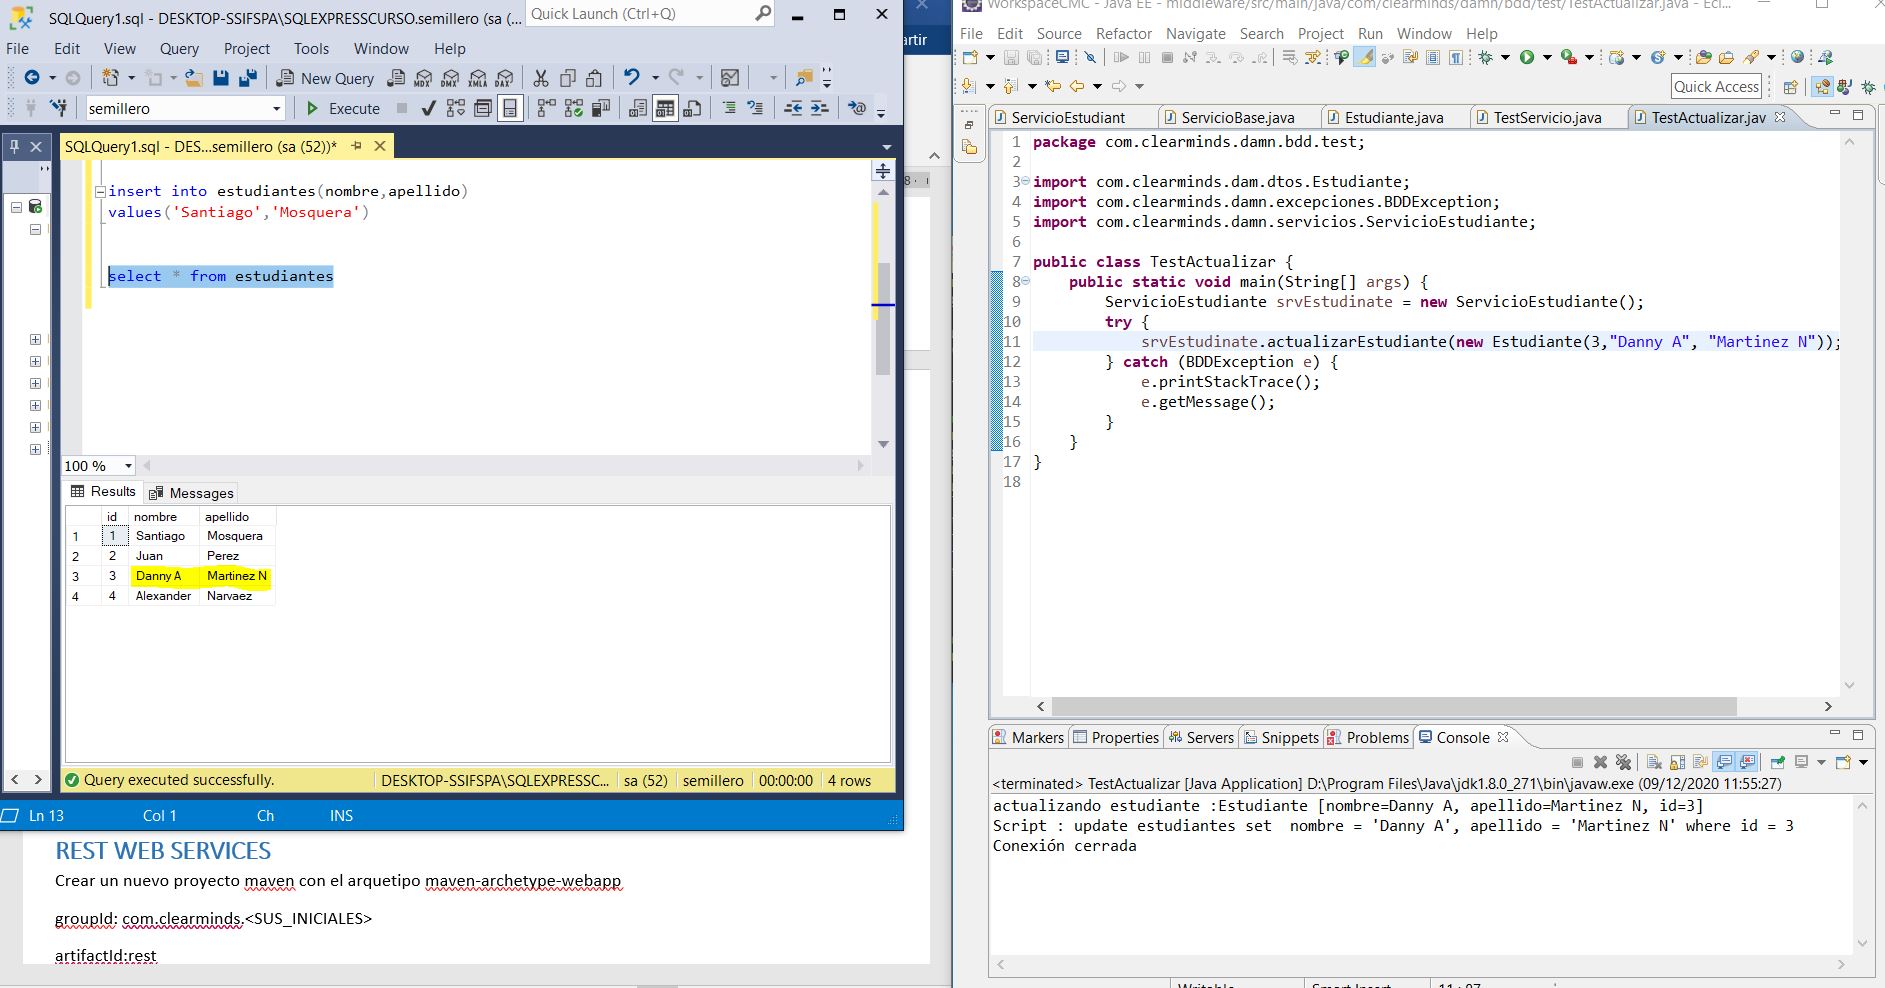 SQLQuery1.sql - DESKTOP-SSIFSPA\SQLEXPRESSCURSO.semillero (sa (...
Quick Launch (Ctrl+Q)
File Edit View Query Project Tools Window Help
New Query
MDX DMX XMLA DAX
semillero
Execute
SQLQuery1.sql - DES...semillero (sa (52))*
insert into estudiantes(nombre,apellido)
values('Santiago','Mosquera')
select * from estudiantes
100 %
Results Messages
id nombre apellido
1 1 Santiago Mosquera
2 2 Juan Perez
3 3 Danny A Martinez N
4 4 Alexander Narvaez
Query executed successfully.
DESKTOP-SSIFSPA\SQLEXPRESSC... sa (52) semillero 00:00:00 4 rows
Ln 13 Col 1 Ch INS
artir
8
REST WEB SERVICES
Crear un nuevo proyecto maven con el arquetipo maven-archetype-webapp
groupId: com.clearminds.<SUS_INICIALES>
artifactId:rest
WorkspaceCMC - Java EE - middleware/src/main/java/com/clearminds/damn/bdd/test/TestActualizar.java - Ecl...
File Edit Source Refactor Navigate Search Project Run Window Help
Quick Access
ServicioEstudiant
ServicioBase.java
Estudiante.java
TestServicio.java
TestActualizar.jav
1 package com.clearminds.damn.bdd.test;
2
3 import com.clearminds.dam.dtos.Estudiante;
4 import com.clearminds.damn.excepciones.BDDException;
5 import com.clearminds.damn.servicios.ServicioEstudiante;
6
7 public class TestActualizar {
8 public static void main(String[] args) {
9 ServicioEstudiante srvEstudinate = new ServicioEstudiante();
10 try {
11 srvEstudinate.actualizarEstudiante(new Estudiante(3,"Danny A", "Martinez N"));
12 } catch (BDDException e) {
13 e.printStackTrace();
14 e.getMessage();
15 }
16 }
17 }
18
Markers Properties Servers Snippets Problems Console
<terminated> TestActualizar [Java Application] D:\Program Files\Java\jdk1.8.0_271\bin\javaw.exe (09/12/2020 11:55:27)
actualizando estudiante :Estudiante [nombre=Danny A, apellido=Martinez N, id=3]
Script : update estudiantes set  nombre = 'Danny A', apellido = 'Martinez N' where id = 3
Conexión cerrada
Writable Smart Insert